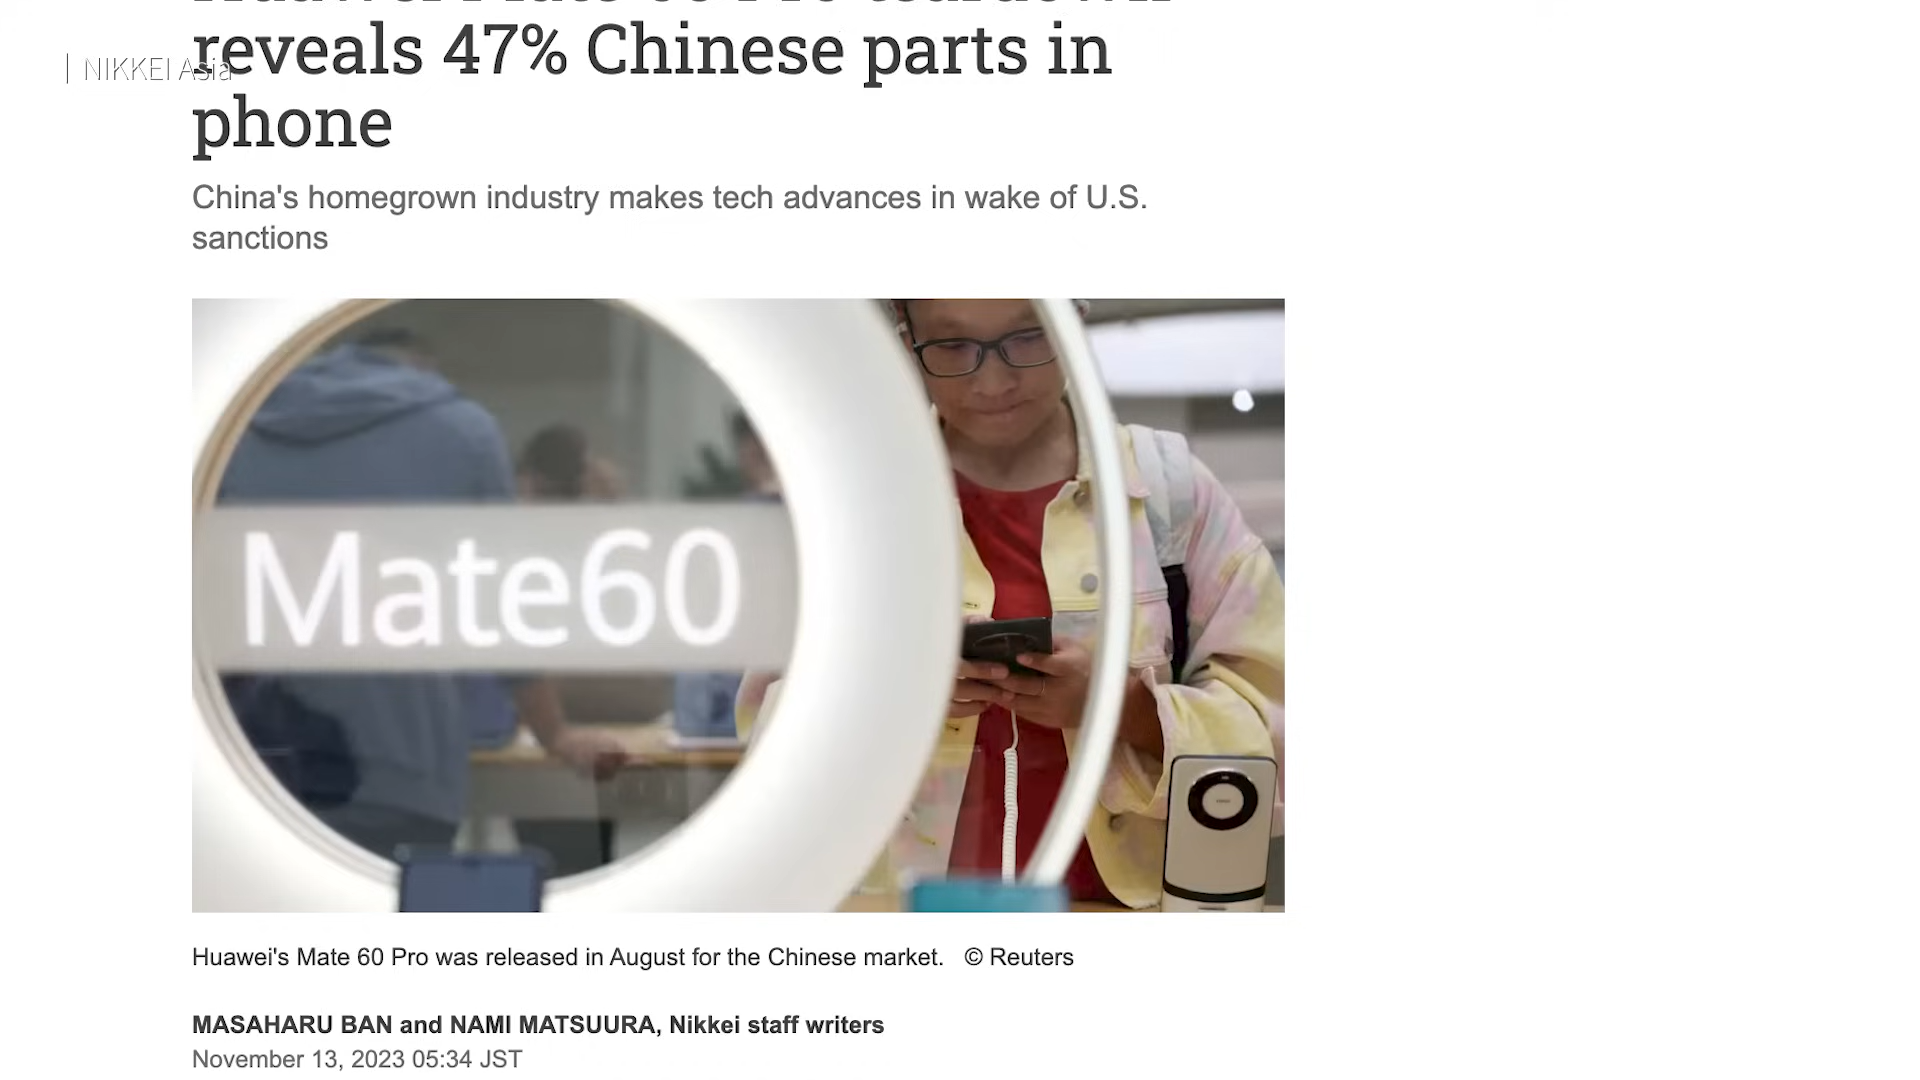 reveals 47% Chinese parts in
phone
NIKKEI Asia
China's homegrown industry makes tech advances in wake of U.S.
sanctions
Mate60
Huawei's Mate 60 Pro was released in August for the Chinese market. © Reuters
MASAHARU BAN and NAMI MATSUURA, Nikkei staff writers
November 13, 2023 05:34 JST